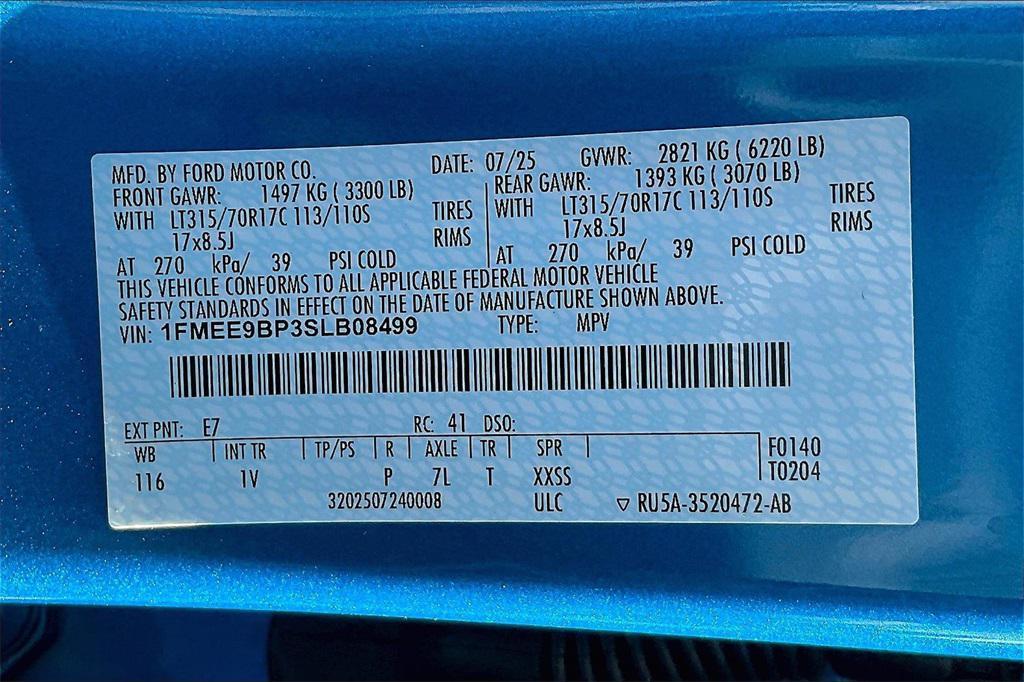 MFD. BY FORD MOTOR CO. DATE: 07/25 GVWR: 2821 KG ( 6220 LB)
FRONT GAWR: 1497 KG ( 3300 LB) REAR GAWR: 1393 KG ( 3070 LB)
WITH LT315/70R17C 113/110S TIRES WITH LT315/70R17C 113/110S TIRES
17x8.5J RIMS 17x8.5J RIMS
AT 270 kPa/ 39 PSI COLD AT 270 kPa/ 39 PSI COLD
THIS VEHICLE CONFORMS TO ALL APPLICABLE FEDERAL MOTOR VEHICLE
SAFETY STANDARDS IN EFFECT ON THE DATE OF MANUFACTURE SHOWN ABOVE.
VIN: 1FMEE9BP3SLB08499 TYPE: MPV
EXT PNT: E7 RC: 41 DSO:
WB INT TR TP/PS R AXLE TR SPR F0140
116 1V P 7L T XXSS T0204
3202507240008 ULC ▽ RU5A-3520472-AB